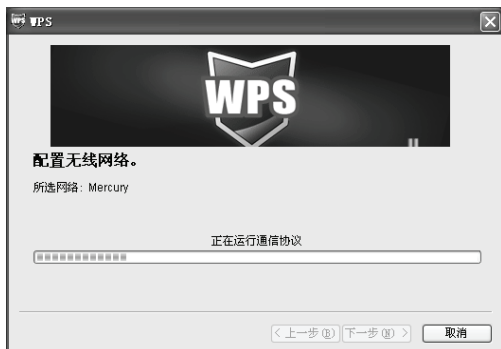 WPS
WPS
配置无线网络。
所选网络: Mercury
正在运行通信协议
< 上一步(B) 下一步(N) > 取消